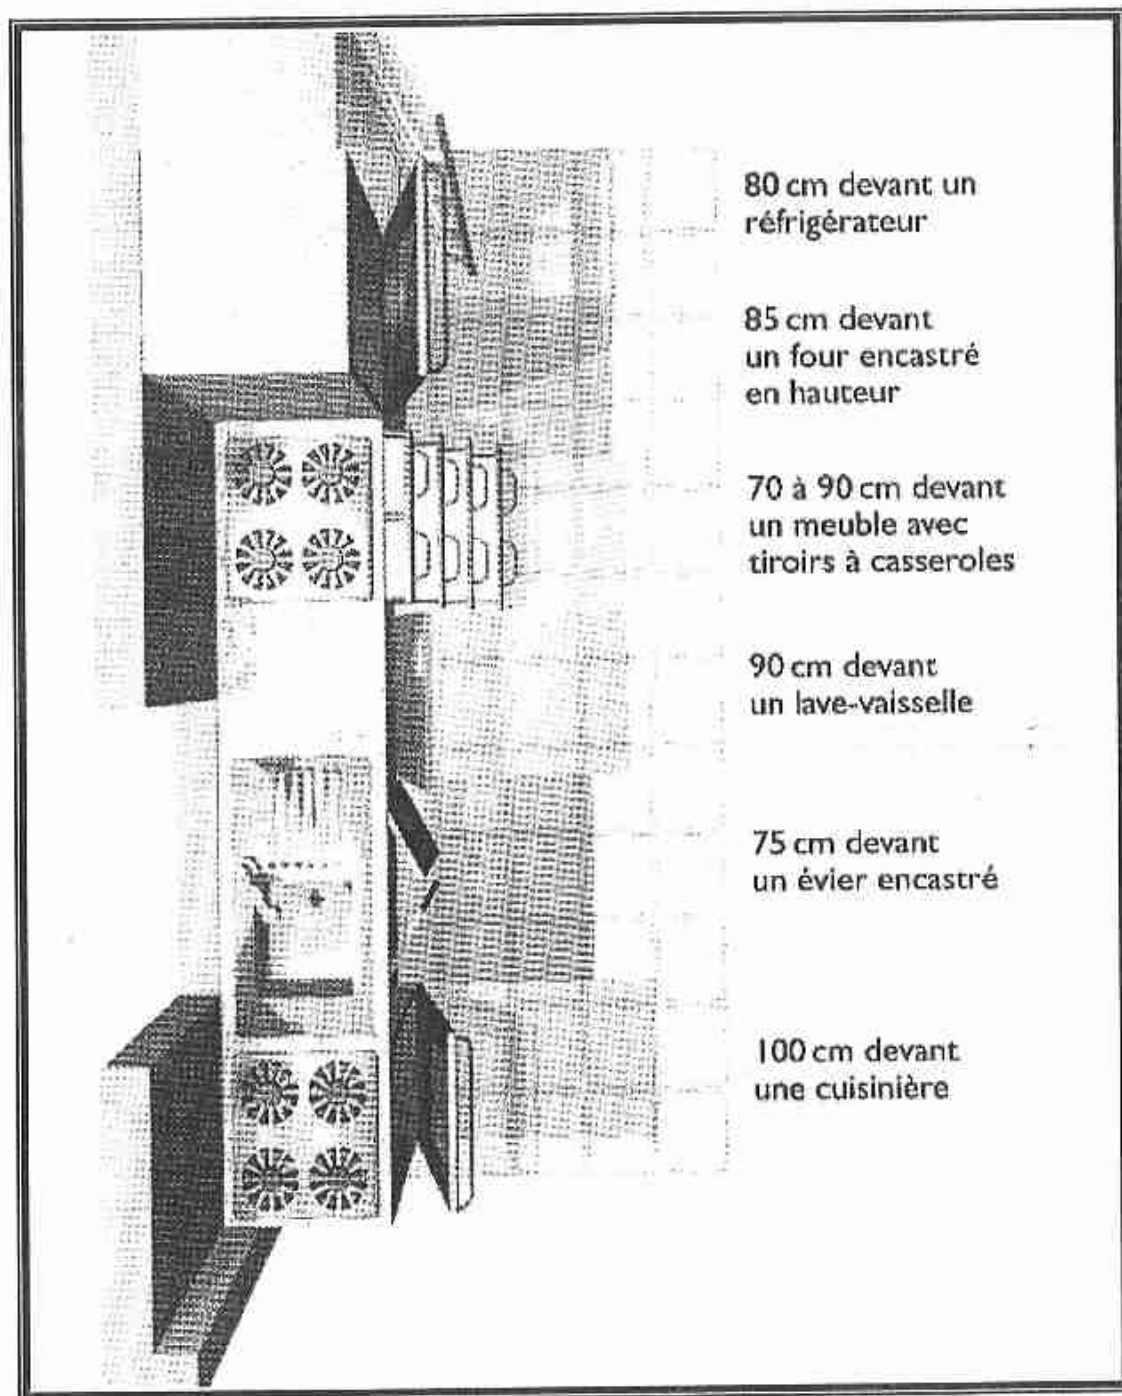 80 cm devant un
réfrigérateur
85 cm devant
un four encastré
en hauteur
70 à 90 cm devant
un meuble avec
tiroirs à casseroles
90 cm devant
un lave-vaisselle
75 cm devant
un évier encastré
100 cm devant
une cuisinière